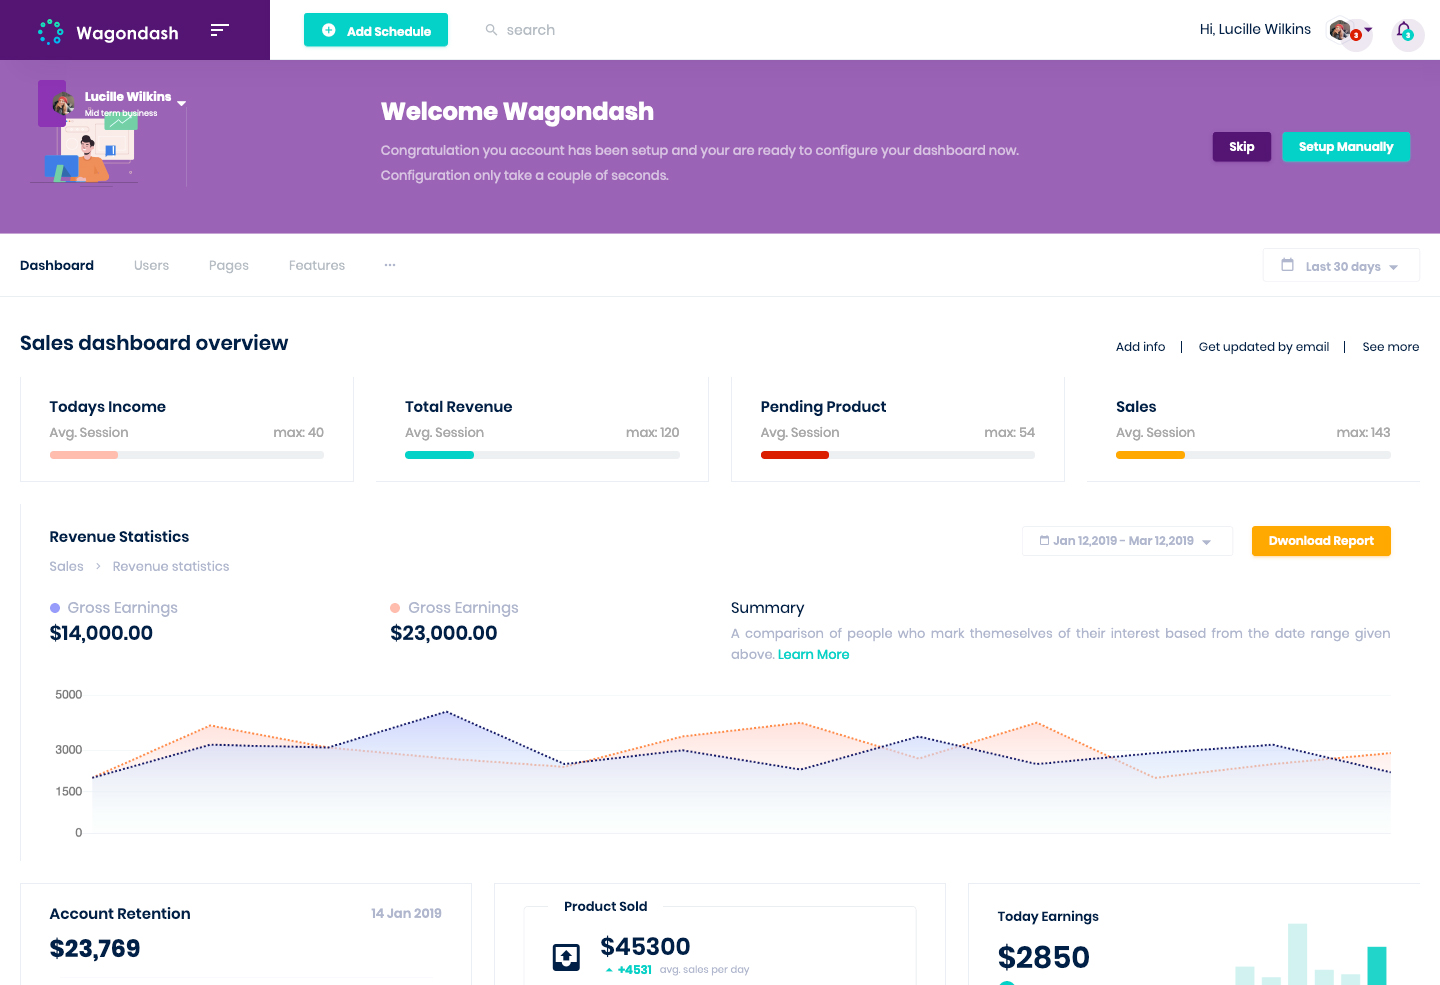 Wagondash
Add Schedule
search
Hi, Lucille Wilkins
3
3
Lucille Wilkins
Mid term business
Welcome Wagondash
Congratulation you account has been setup and your are ready to configure your dashboard now.
Configuration only take a couple of seconds.
Skip
Setup Manually
Dashboard
Users
Pages
Features
...
Last 30 days
Sales dashboard overview
Add info
Get updated by email
See more
Todays Income
Avg. Session
max: 40
Total Revenue
Avg. Session
max: 120
Pending Product
Avg. Session
max: 54
Sales
Avg. Session
max: 143
Revenue Statistics
Sales > Revenue statistics
Jan 12,2019 - Mar 12,2019
Dwonload Report
Gross Earnings
$14,000.00
Gross Earnings
$23,000.00
Summary
A comparison of people who mark themeselves of their interest based from the date range given
above. Learn More
5000
3000
1500
0
Account Retention
14 Jan 2019
$23,769
Product Sold
$45300
+4531 avg. sales per day
Today Earnings
$2850